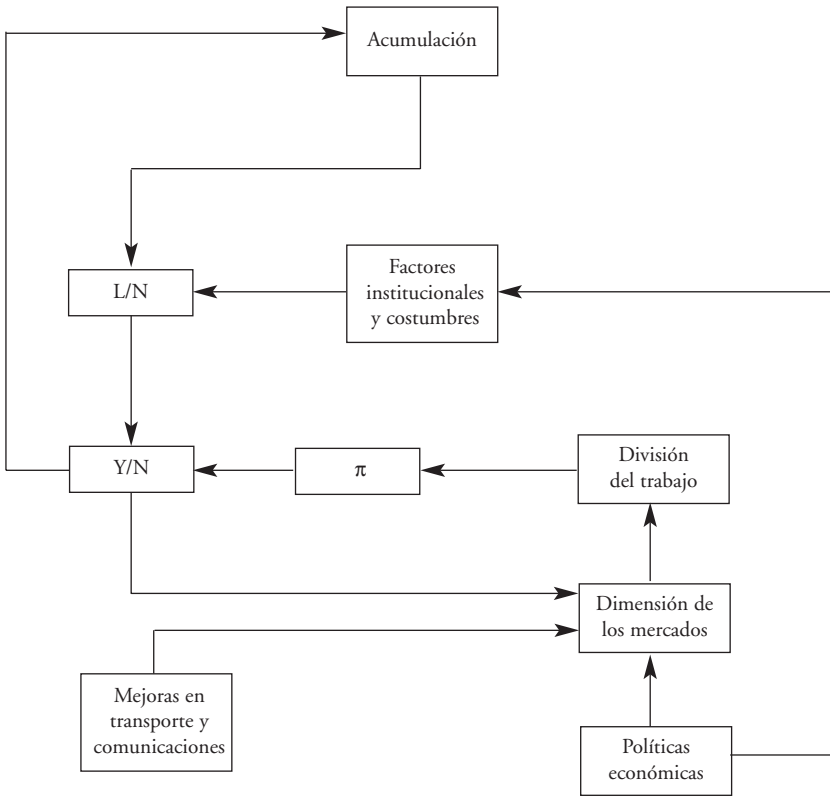 Acumulación
L/N
Factores
institucionales
y costumbres
Y/N
π
División
del trabajo
Dimensión de
los mercados
Mejoras en
transporte y
comunicaciones
Políticas
económicas